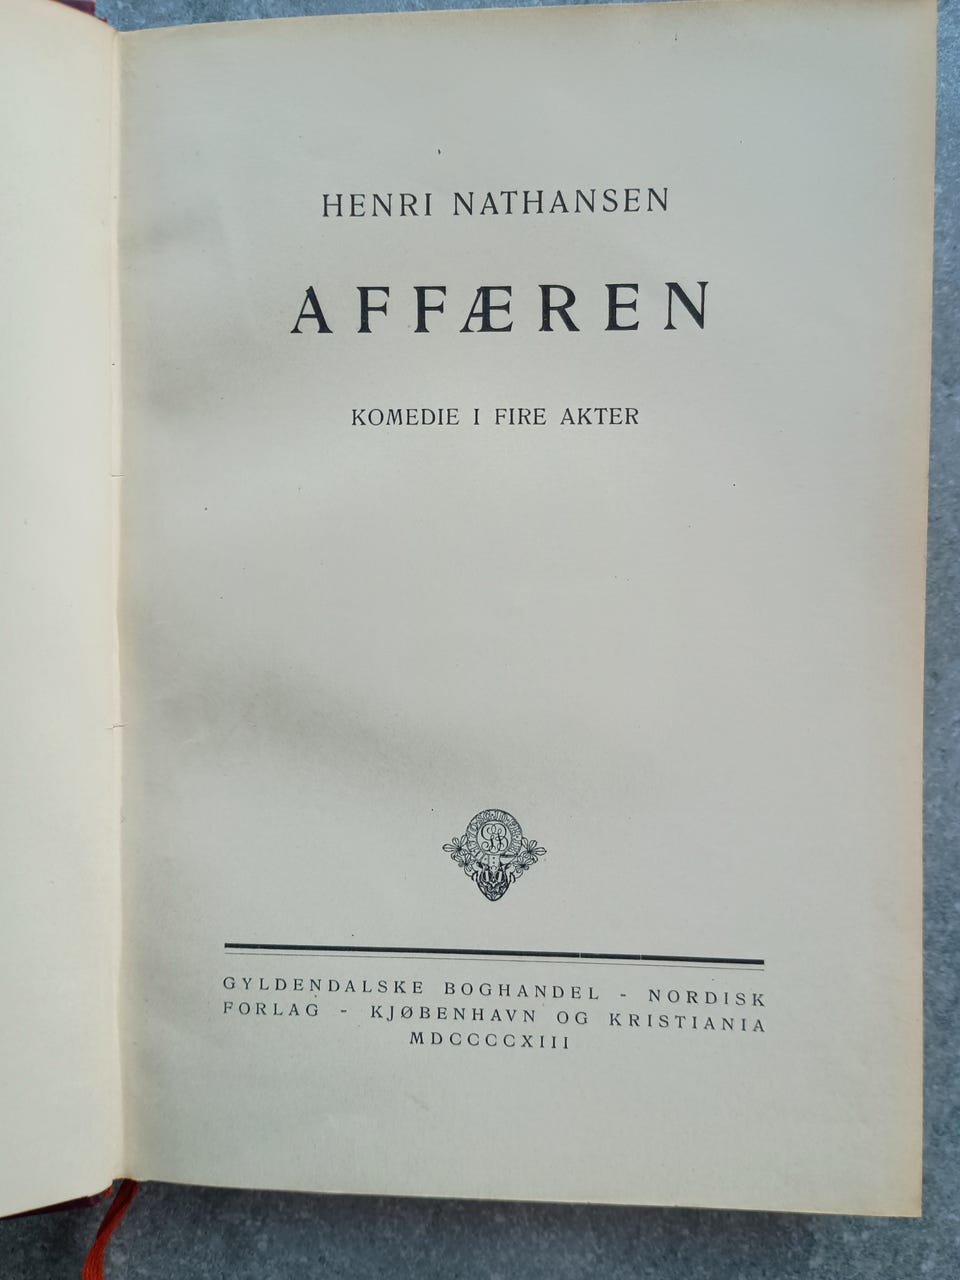 HENRI NATHANSEN
AFFÆREN
KOMEDIE I FIRE AKTER
GYLDENDALSKE BOGHANDEL - NORDISK
FORLAG - KJØBENHAVN OG KRISTIANIA
MDCCCCXIII